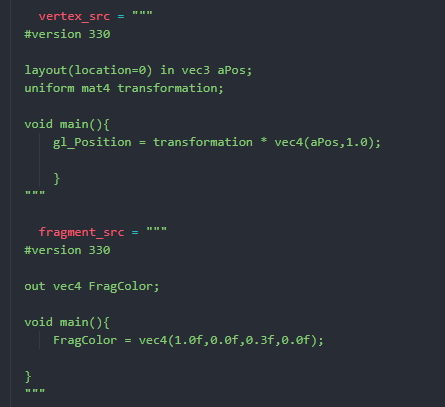 vertex_src = """
#version 330
layout(location=0) in vec3 aPos;
uniform mat4 transformation;
void main(){
gl_Position = transformation * vec4(aPos,1.0);
}
"""
fragment_src = """
#version 330
out vec4 FragColor;
void main(){
FragColor = vec4(1.0f,0.0f,0.3f,0.0f);
}
"""